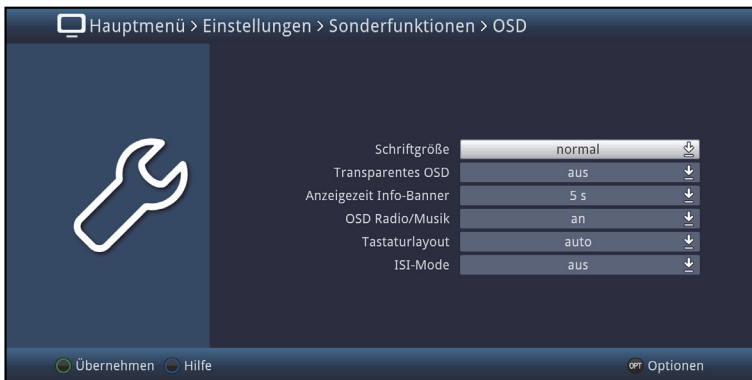 Hauptmenü > Einstellungen > Sonderfunktionen > OSD
Schriftgröße normal
Transparentes OSD aus
Anzeigezeit Info-Banner 5 s
OSD Radio/Musik an
Tastaturlayout auto
ISI-Mode aus
Übernehmen Hilfe OPT Optionen